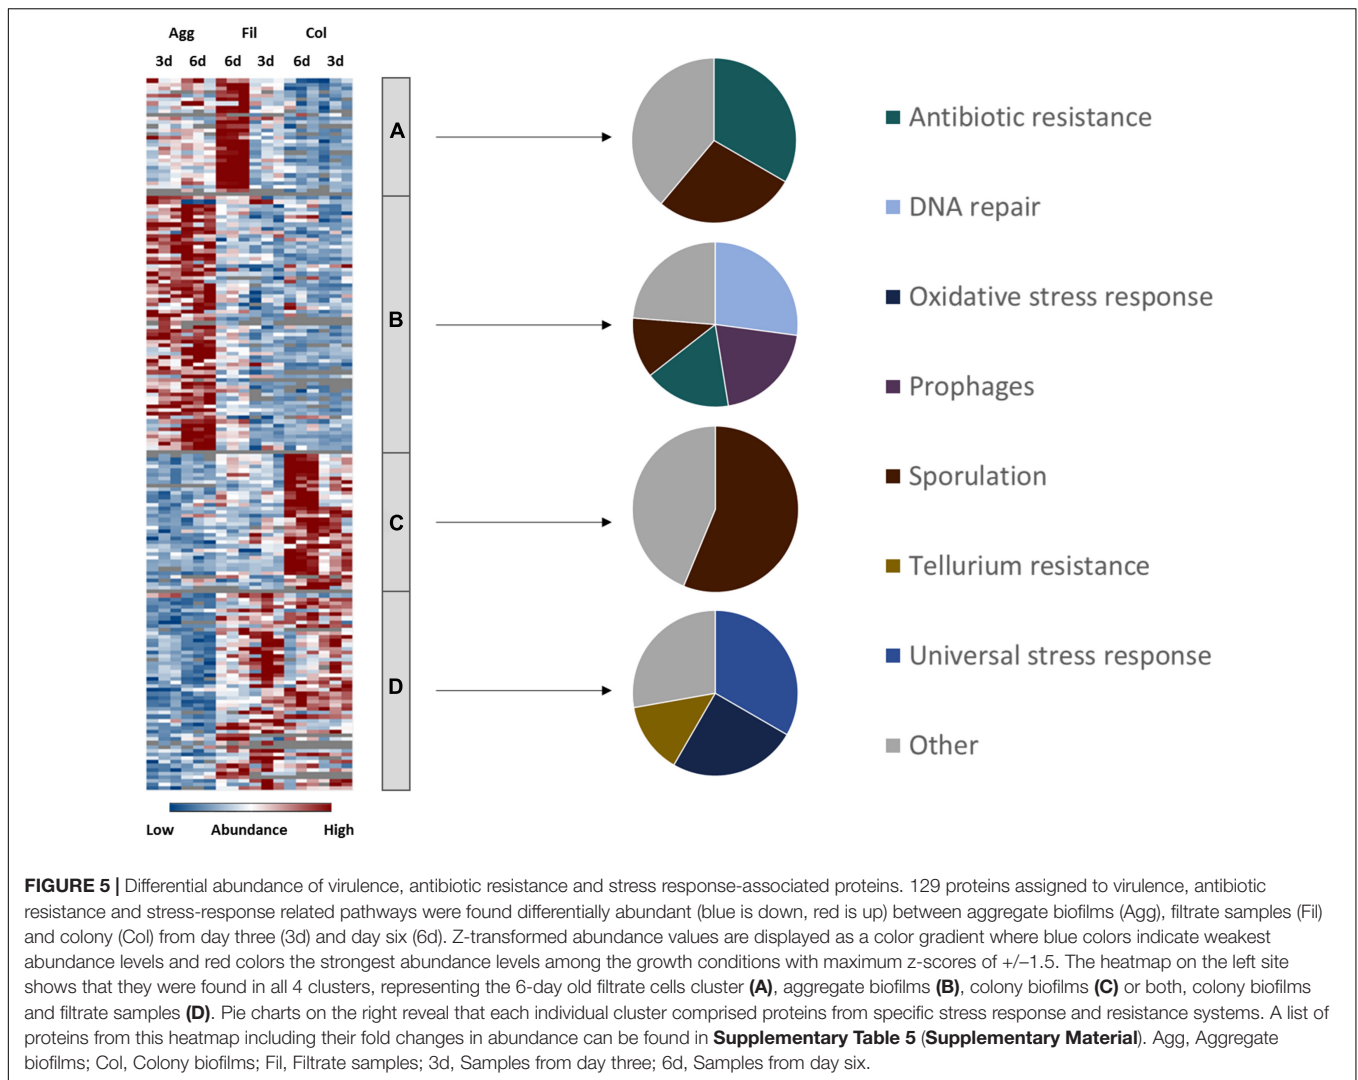 Agg Fil Col
3d 6d 6d 3d 6d 3d
A
B
C
D
Low Abundance High
Antibiotic resistance
DNA repair
Oxidative stress response
Prophages
Sporulation
Tellurium resistance
Universal stress response
Other
FIGURE 5 | Differential abundance of virulence, antibiotic resistance and stress response-associated proteins. 129 proteins assigned to virulence, antibiotic
resistance and stress-response related pathways were found differentially abundant (blue is down, red is up) between aggregate biofilms (Agg), filtrate samples (Fil)
and colony (Col) from day three (3d) and day six (6d). Z-transformed abundance values are displayed as a color gradient where blue colors indicate weakest
abundance levels and red colors the strongest abundance levels among the growth conditions with maximum z-scores of +/–1.5. The heatmap on the left site
shows that they were found in all 4 clusters, representing the 6-day old filtrate cells cluster (A), aggregate biofilms (B), colony biofilms (C) or both, colony biofilms
and filtrate samples (D). Pie charts on the right reveal that each individual cluster comprised proteins from specific stress response and resistance systems. A list of
proteins from this heatmap including their fold changes in abundance can be found in Supplementary Table 5 (Supplementary Material). Agg, Aggregate
biofilms; Col, Colony biofilms; Fil, Filtrate samples; 3d, Samples from day three; 6d, Samples from day six.